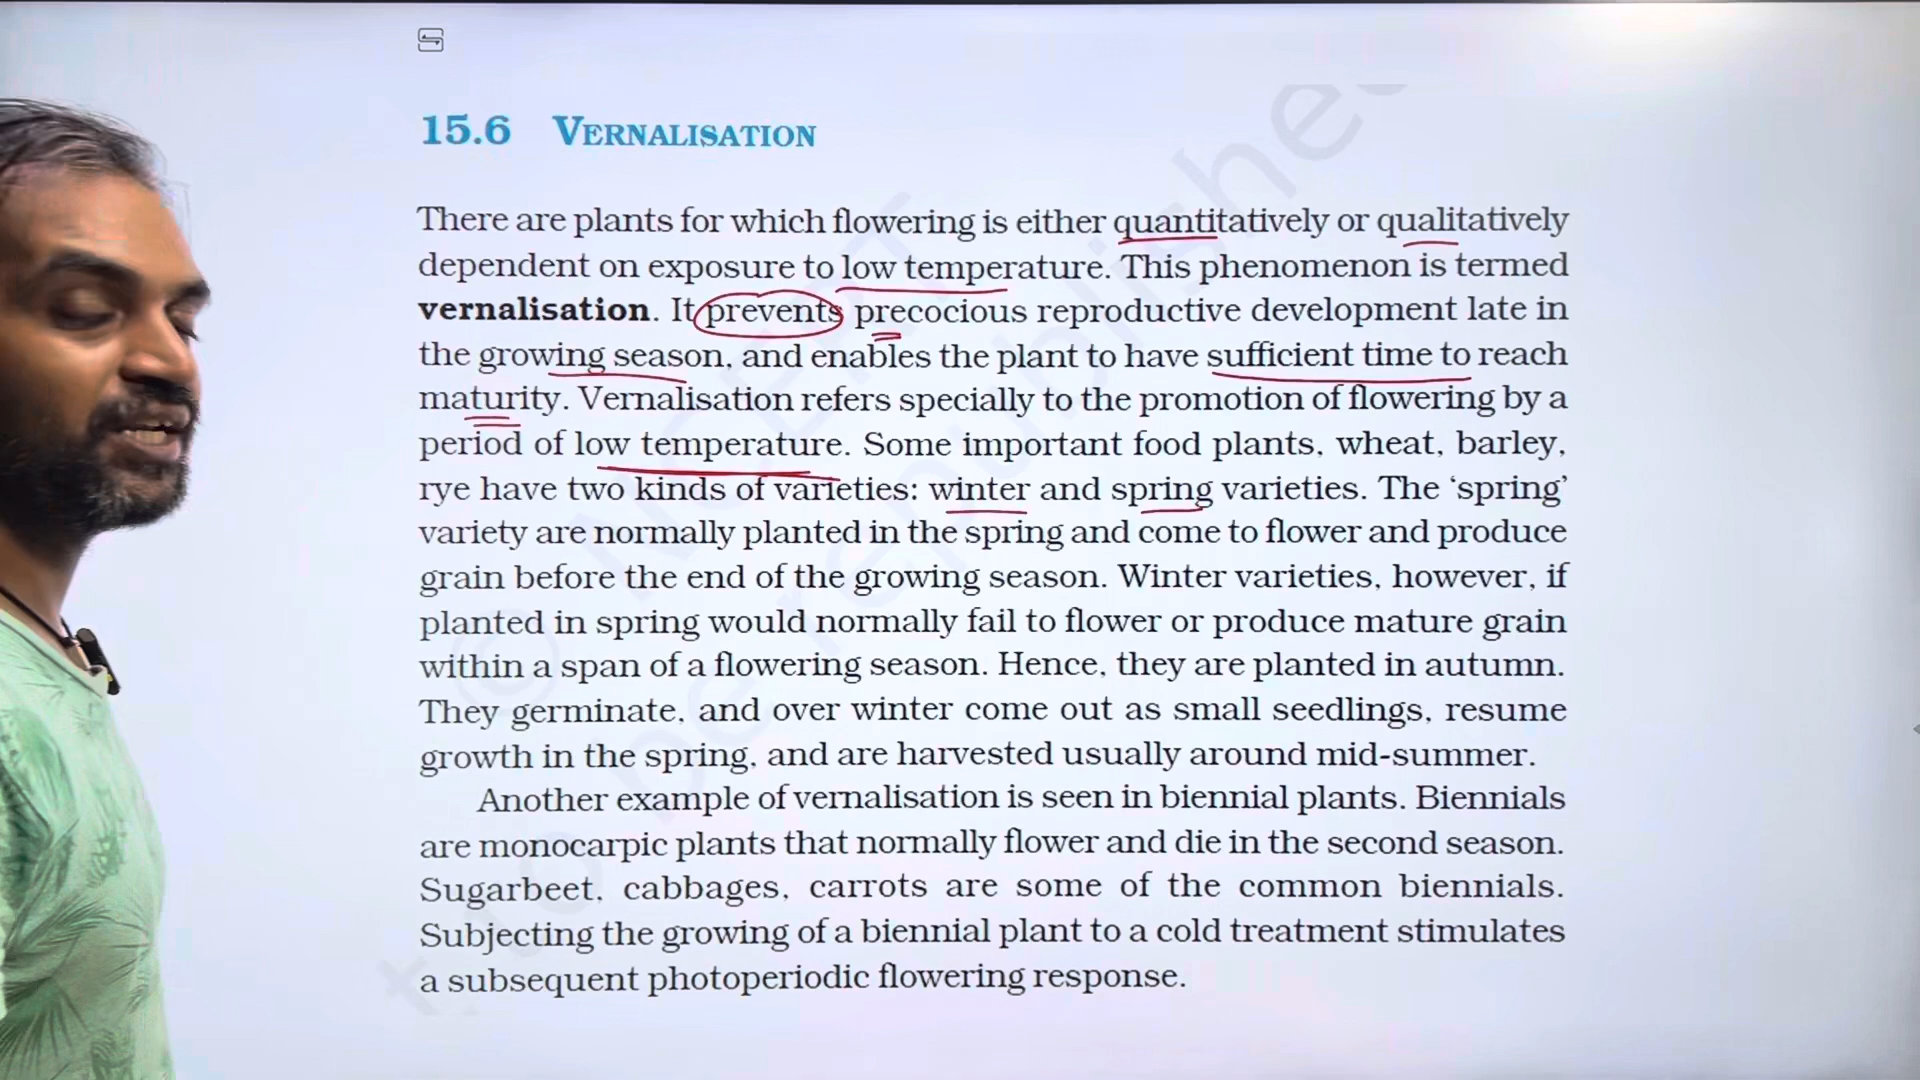 15.6 VERNALISATION
There are plants for which flowering is either quantitatively or qualitatively
dependent on exposure to low temperature. This phenomenon is termed
vernalisation. It prevents precocious reproductive development late in
the growing season, and enables the plant to have sufficient time to reach
maturity. Vernalisation refers specially to the promotion of flowering by a
period of low temperature. Some important food plants, wheat, barley,
rye have two kinds of varieties: winter and spring varieties. The ‘spring’
variety are normally planted in the spring and come to flower and produce
grain before the end of the growing season. Winter varieties, however, if
planted in spring would normally fail to flower or produce mature grain
within a span of a flowering season. Hence, they are planted in autumn.
They germinate, and over winter come out as small seedlings, resume
growth in the spring, and are harvested usually around mid-summer.
Another example of vernalisation is seen in biennial plants. Biennials
are monocarpic plants that normally flower and die in the second season.
Sugarbeet, cabbages, carrots are some of the common biennials.
Subjecting the growing of a biennial plant to a cold treatment stimulates
a subsequent photoperiodic flowering response.
© NCERT
to be republished